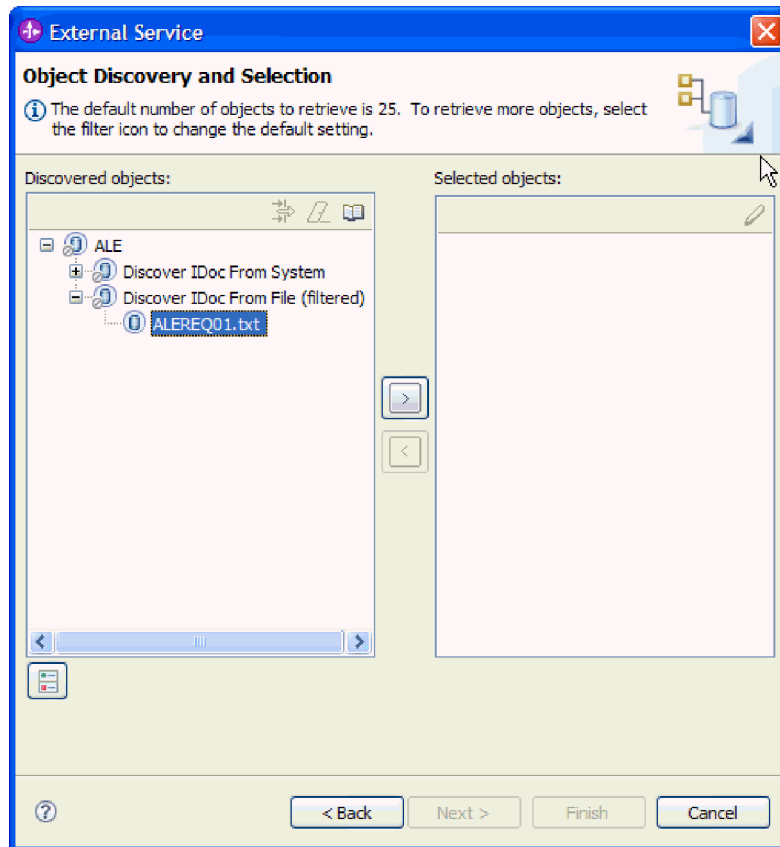 External Service
Object Discovery and Selection
The default number of objects to retrieve is 25. To retrieve more objects, select
the filter icon to change the default setting.
Discovered objects:
Selected objects:
ALE
Discover IDoc From System
Discover IDoc From File (filtered)
ALEREQ01.txt
>
<
< Back
Next >
Finish
Cancel